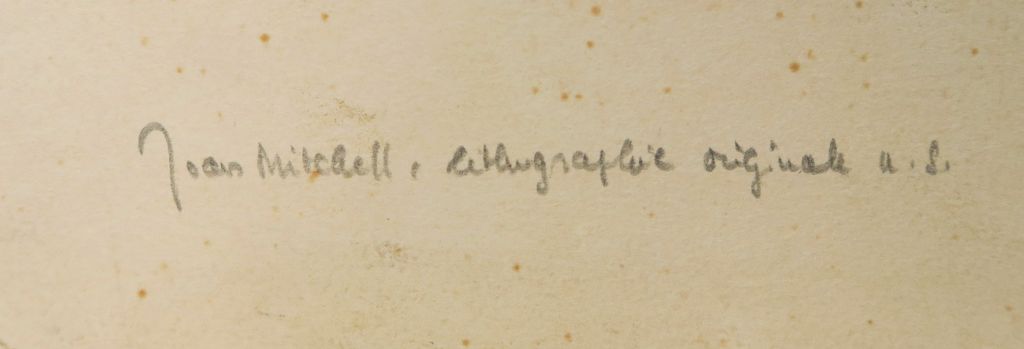 Joan Mitchell, lithographie originale n.S.